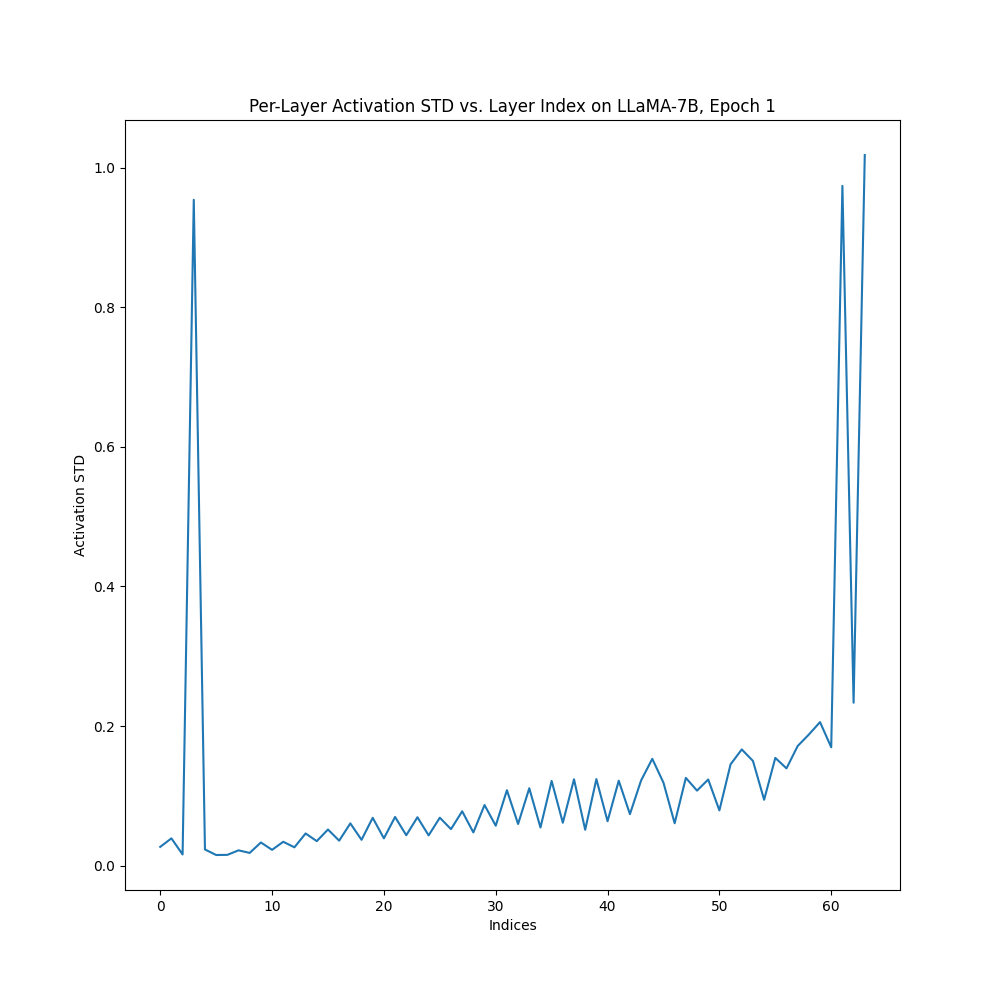 Per-Layer Activation STD vs. Layer Index on LLaMA-7B, Epoch 1
1.0
0.8
0.6
0.4
0.2
0.0
Activation STD
0 10 20 30 40 50 60
Indices